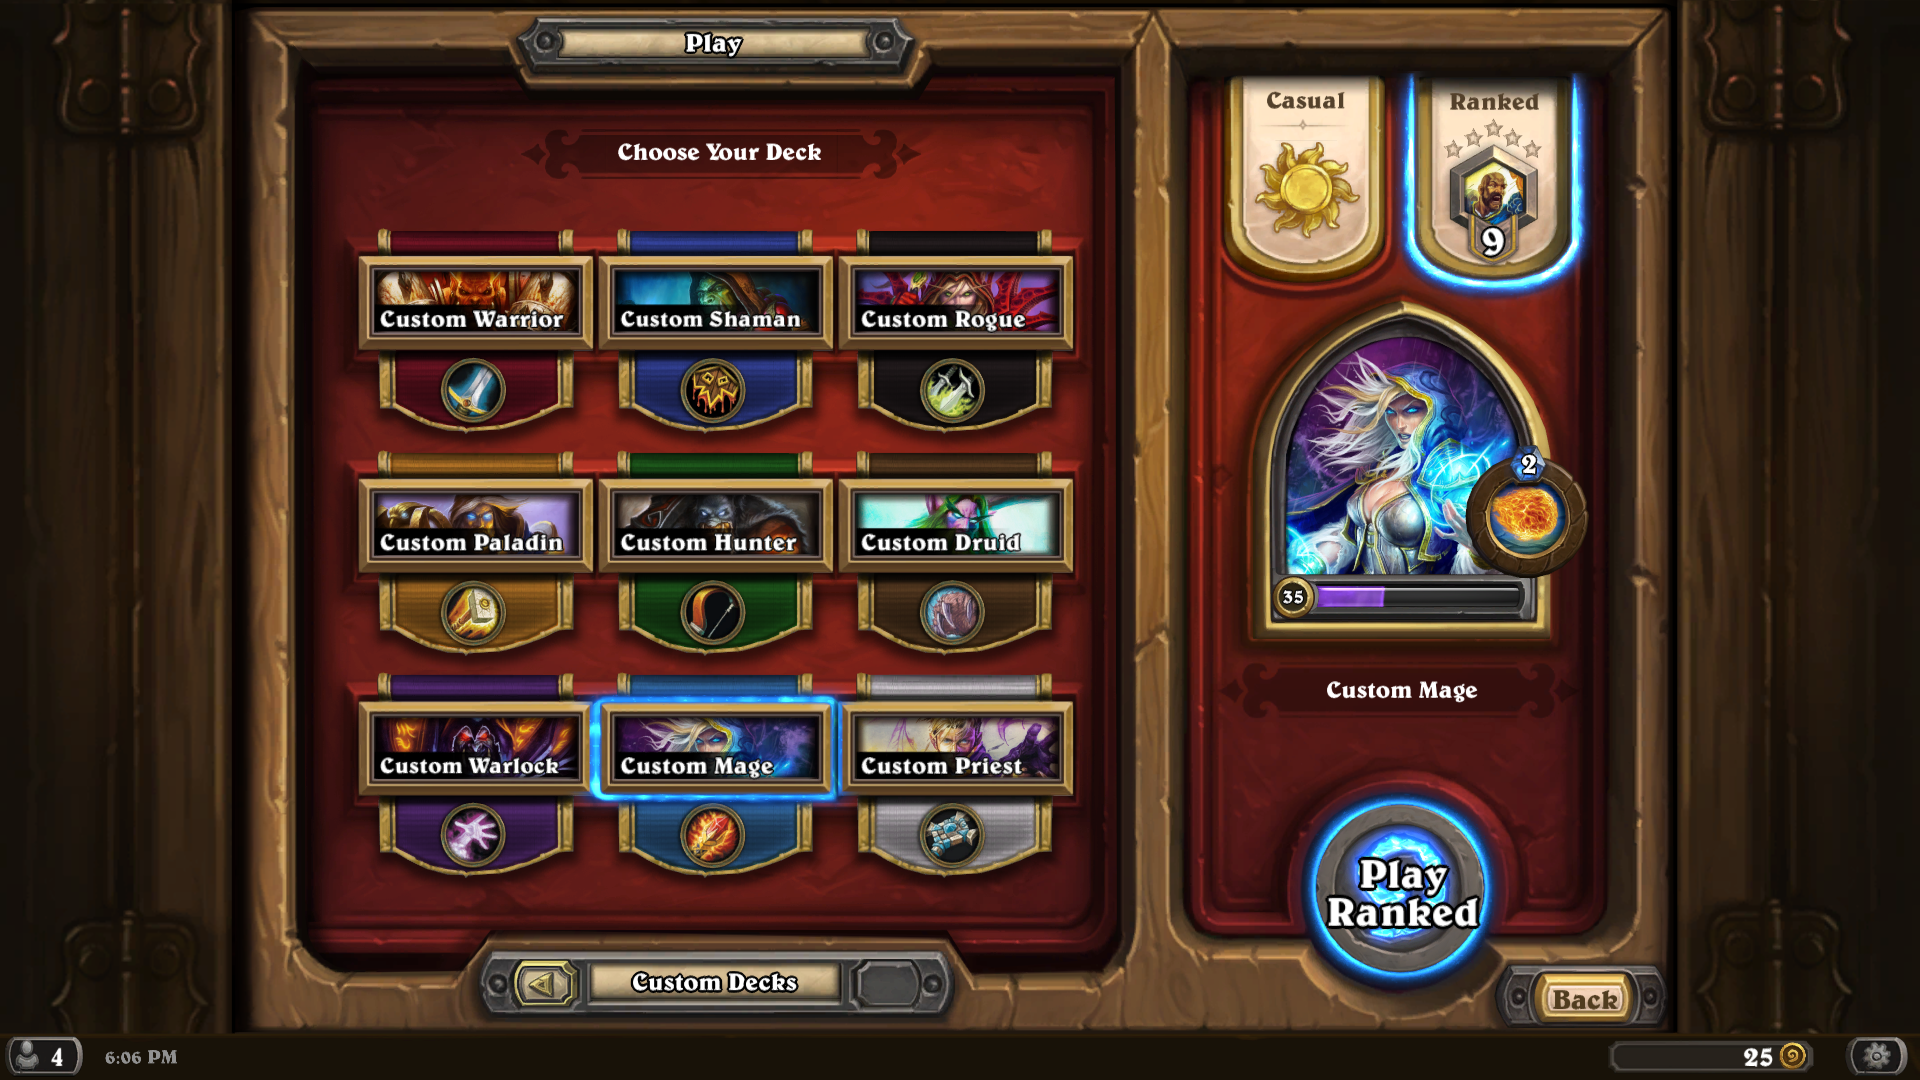 Play
Choose Your Deck
Custom Warrior
Custom Shaman
Custom Rogue
Custom Paladin
Custom Hunter
Custom Druid
Custom Warlock
Custom Mage
Custom Priest
Custom Decks
Casual
Ranked
9
2
35
Custom Mage
Play
Ranked
Back
4
6:06 PM
25